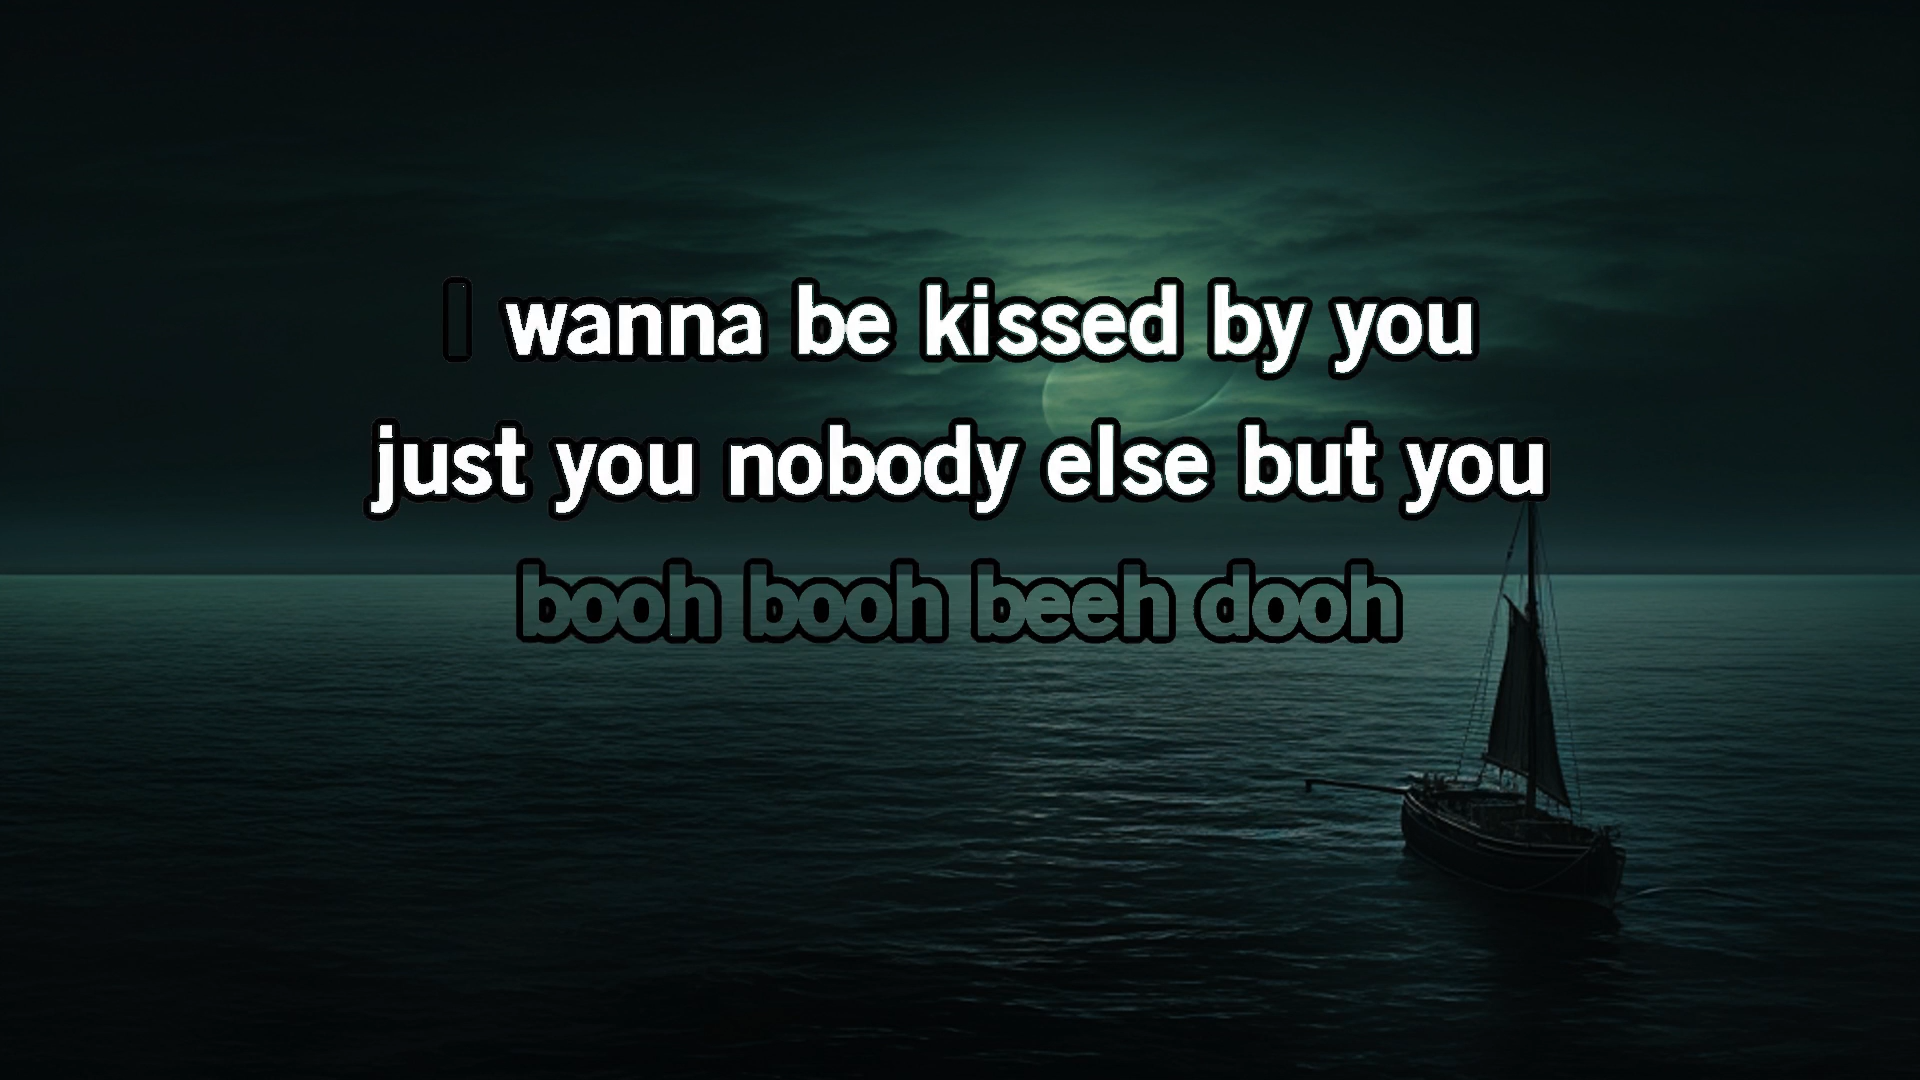 I wanna be kissed by you
just you nobody else but you
booh booh beeh dooh